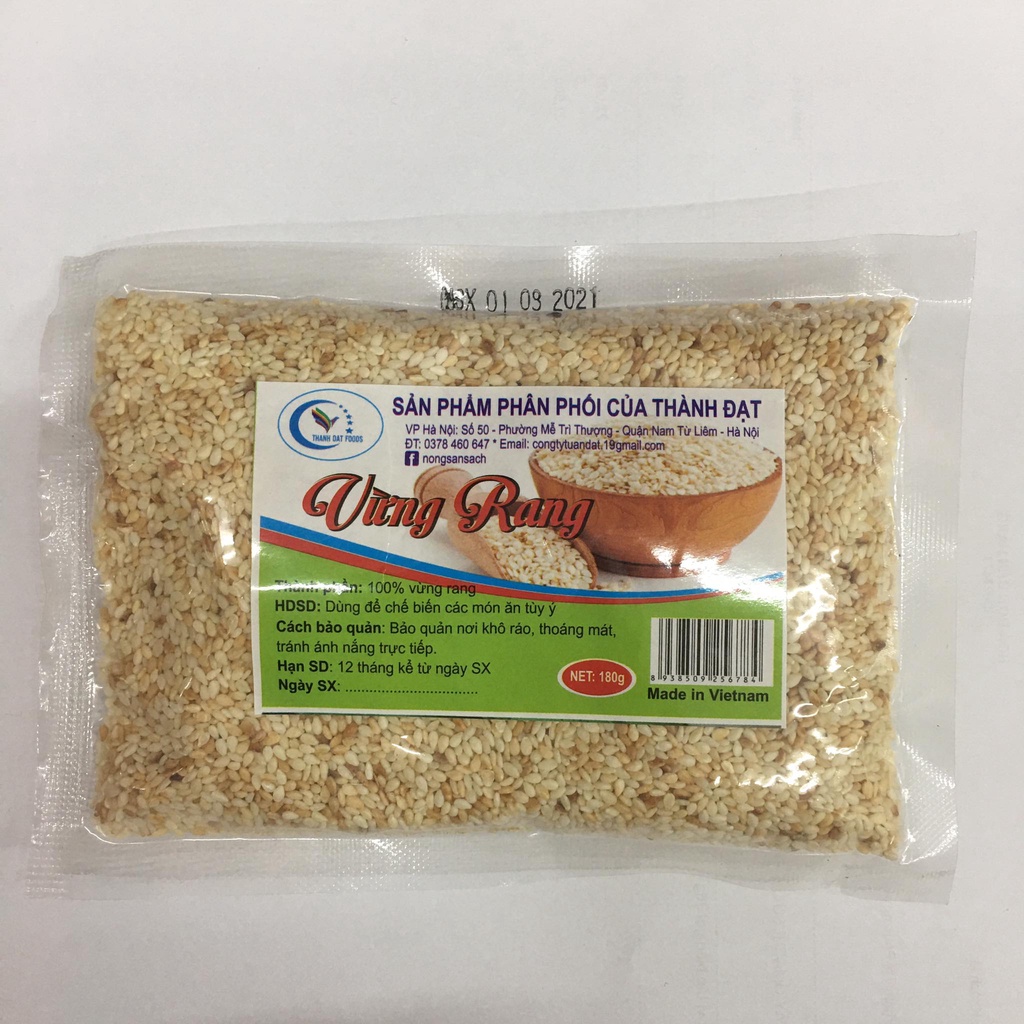 NSX 01 09 2021
THANH DAT FOODS
SẢN PHẨM PHÂN PHỐI CỦA THÀNH ĐẠT
VP Hà Nội: Số 50 - Phường Mễ Trì Thượng - Quận Nam Từ Liêm - Hà Nội
ĐT: 0378 460 647 * Email: congtytuandat.19gmail.com
nongsansach
Vừng Rang
Thành phần: 100% vừng rang
HDSD: Dùng để chế biến các món ăn tùy ý
Cách bảo quản: Bảo quản nơi khô ráo, thoáng mát,
tránh ánh nắng trực tiếp.
Hạn SD: 12 tháng kể từ ngày SX
Ngày SX: .................................
NET: 180g
8 938509 256784
Made in Vietnam